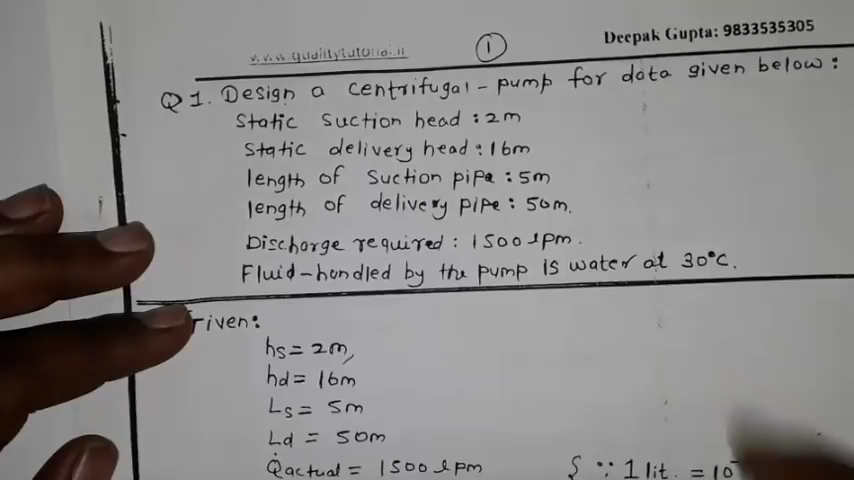 www.qualitytutorial.in
1
Deepak Gupta: 9833535305
Q1. Design a centrifugal-pump for data given below:
Static suction head: 2m
Static delivery head: 16m
length of suction pipe: 5m
length of delivery pipe: 50m.
Discharge required: 1500 lpm.
Fluid-handled by the pump is water at 30°C.
riven:
hs = 2m,
hd = 16m
Ls = 5m
Ld = 50m
Qactual = 1500 lpm { ∵ 1 lit. = 10